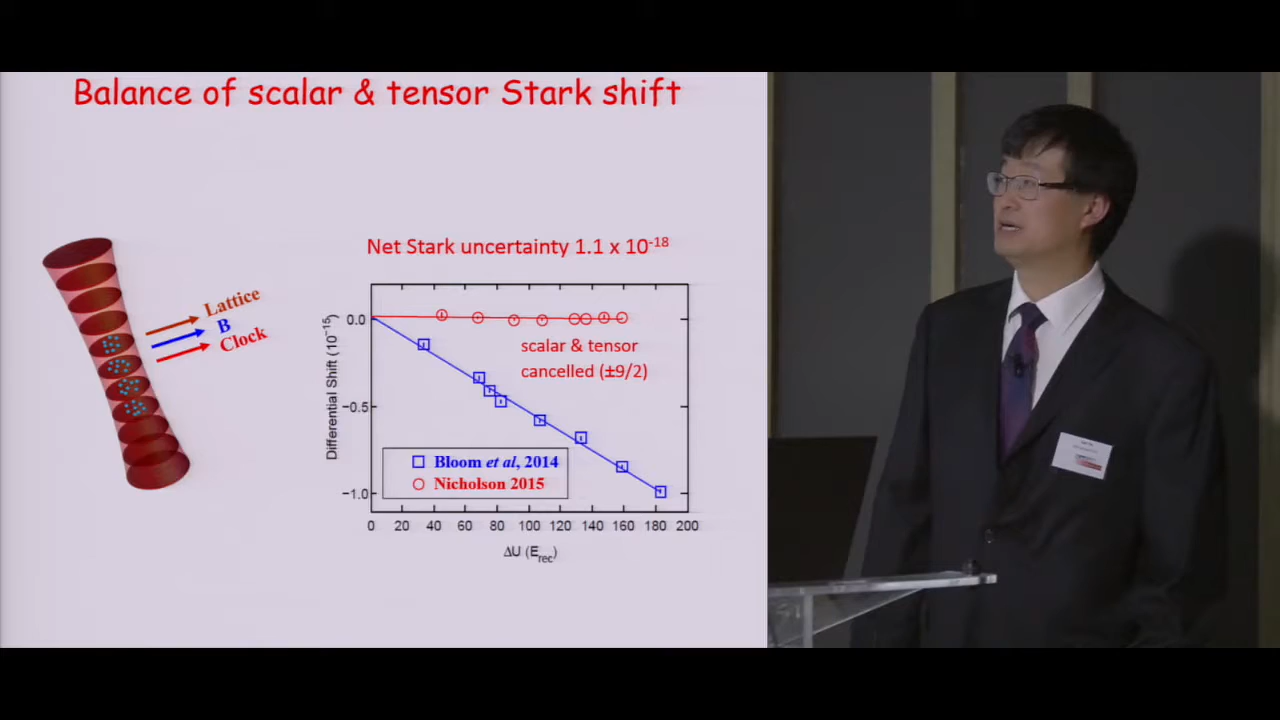 Balance of scalar & tensor Stark shift
Lattice
B
Clock
Net Stark uncertainty 1.1 x 10⁻¹⁸
Differential Shift (10⁻¹⁵)
0.0
−0.5
−1.0
scalar & tensor
cancelled (±9/2)
Bloom et al, 2014
Nicholson 2015
0 20 40 60 80 100 120 140 160 180 200
ΔU (E_rec)